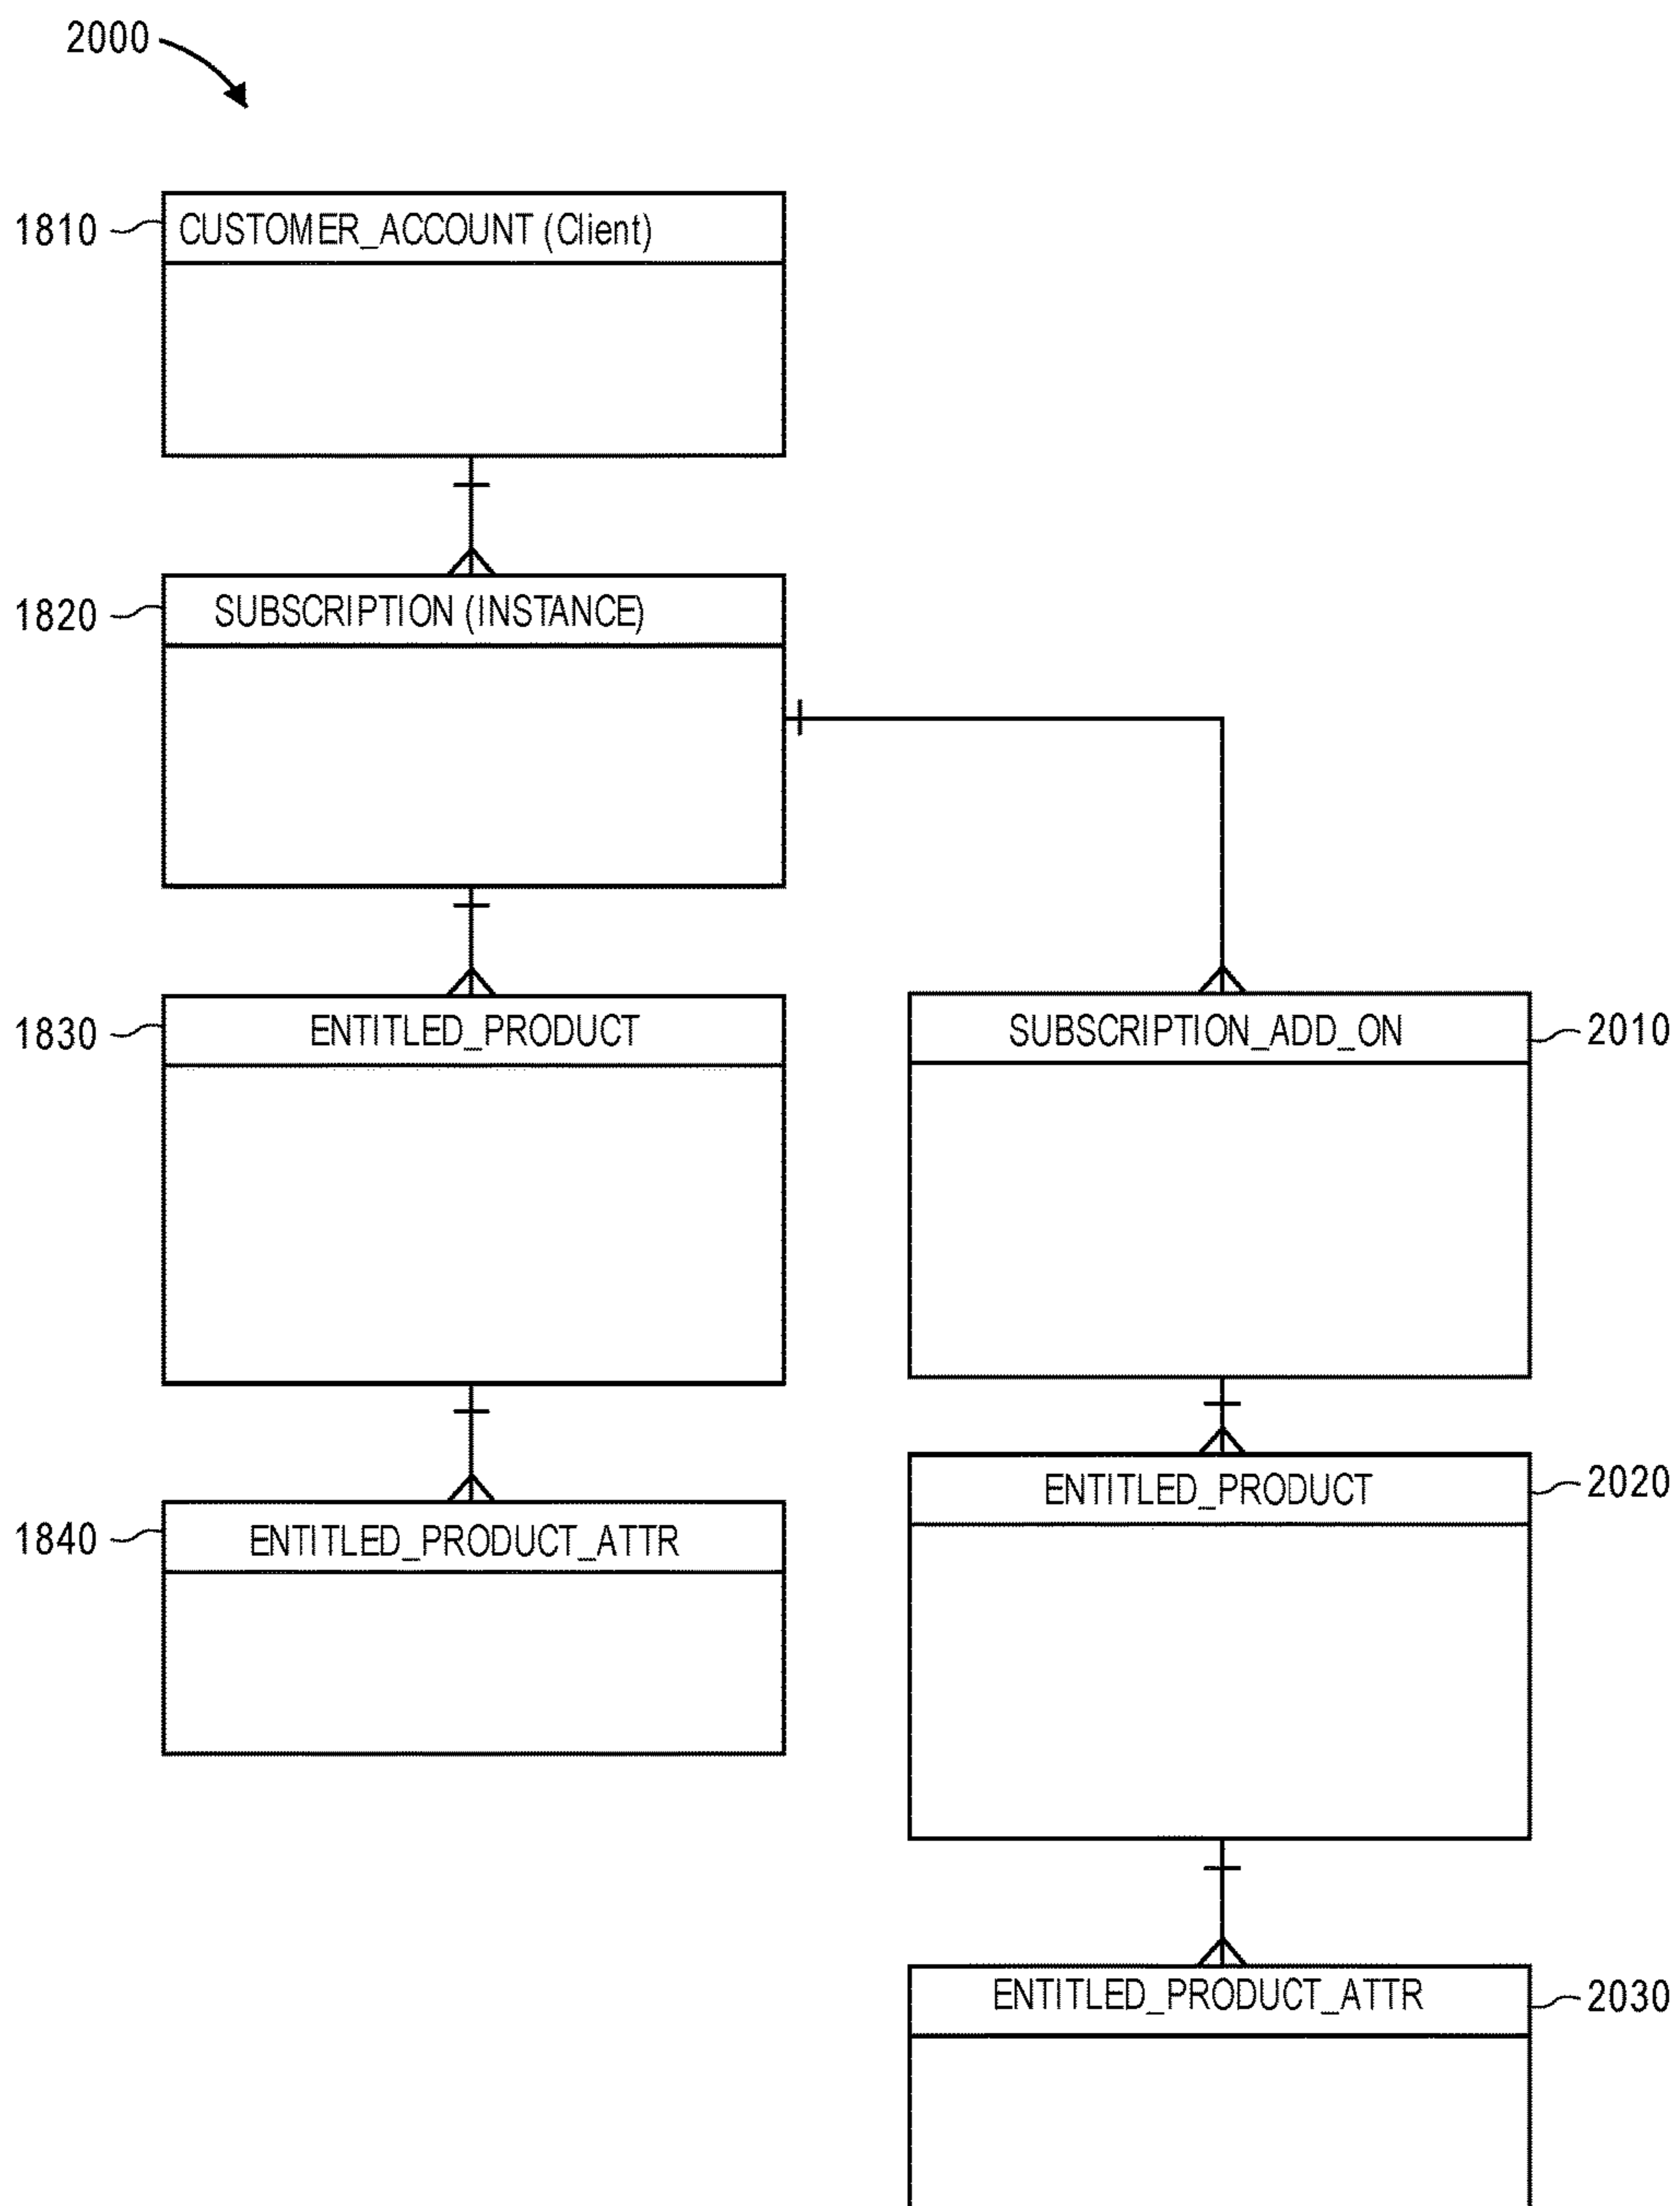 2000
1810
CUSTOMER_ACCOUNT (Client)
1820
SUBSCRIPTION (INSTANCE)
1830
ENTITLED_PRODUCT
SUBSCRIPTION_ADD_ON
2010
ENTITLED_PRODUCT
2020
1840
ENTITLED_PRODUCT_ATTR
ENTITLED_PRODUCT_ATTR
2030